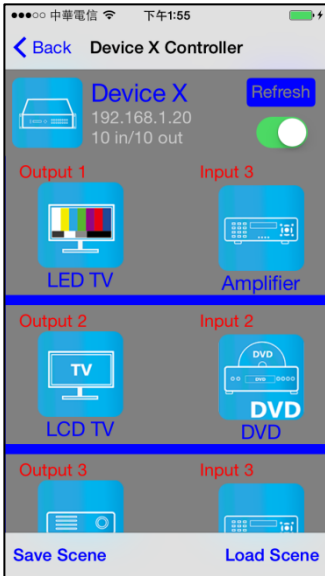 中華電信 下午1:55
Back Device X Controller
Device X
Refresh
192.168.1.20
10 in/10 out
Output 1 Input 3
LED TV Amplifier
Output 2 Input 2
TV
DVD
DVD
DVD
LCD TV DVD
Output 3 Input 3
Save Scene Load Scene